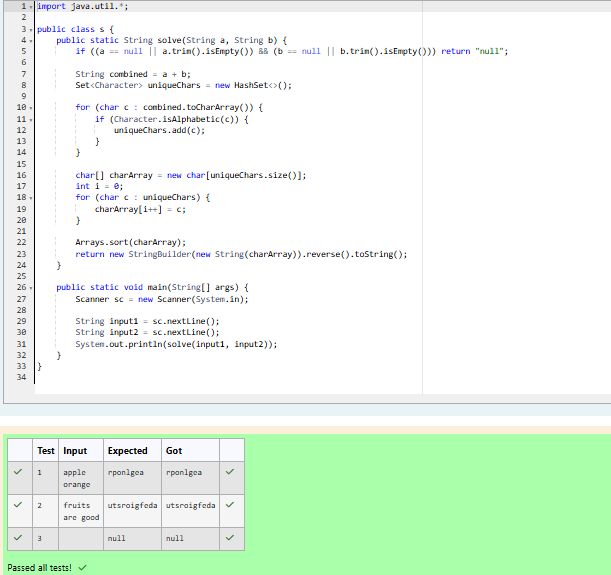 1 import java.util.*;
2
3 public class s {
4 public static String solve(String a, String b) {
5 if ((a == null || a.trim().isEmpty()) && (b == null || b.trim().isEmpty())) return "null";
6
7 String combined = a + b;
8 Set<Character> uniqueChars = new HashSet<>();
9
10 for (char c : combined.toCharArray()) {
11 if (Character.isAlphabetic(c)) {
12 uniqueChars.add(c);
13 }
14 }
15
16 char[] charArray = new char[uniqueChars.size()];
17 int i = 0;
18 for (char c : uniqueChars) {
19 charArray[i++] = c;
20 }
21
22 Arrays.sort(charArray);
23 return new StringBuilder(new String(charArray)).reverse().toString();
24 }
25
26 public static void main(String[] args) {
27 Scanner sc = new Scanner(System.in);
28
29 String input1 = sc.nextLine();
30 String input2 = sc.nextLine();
31 System.out.println(solve(input1, input2));
32 }
33 }
34
Test Input Expected Got
1 apple rponlgea rponlgea
orange
2 fruits utsroigfeda utsroigfeda
are good
3 null null
Passed all tests!